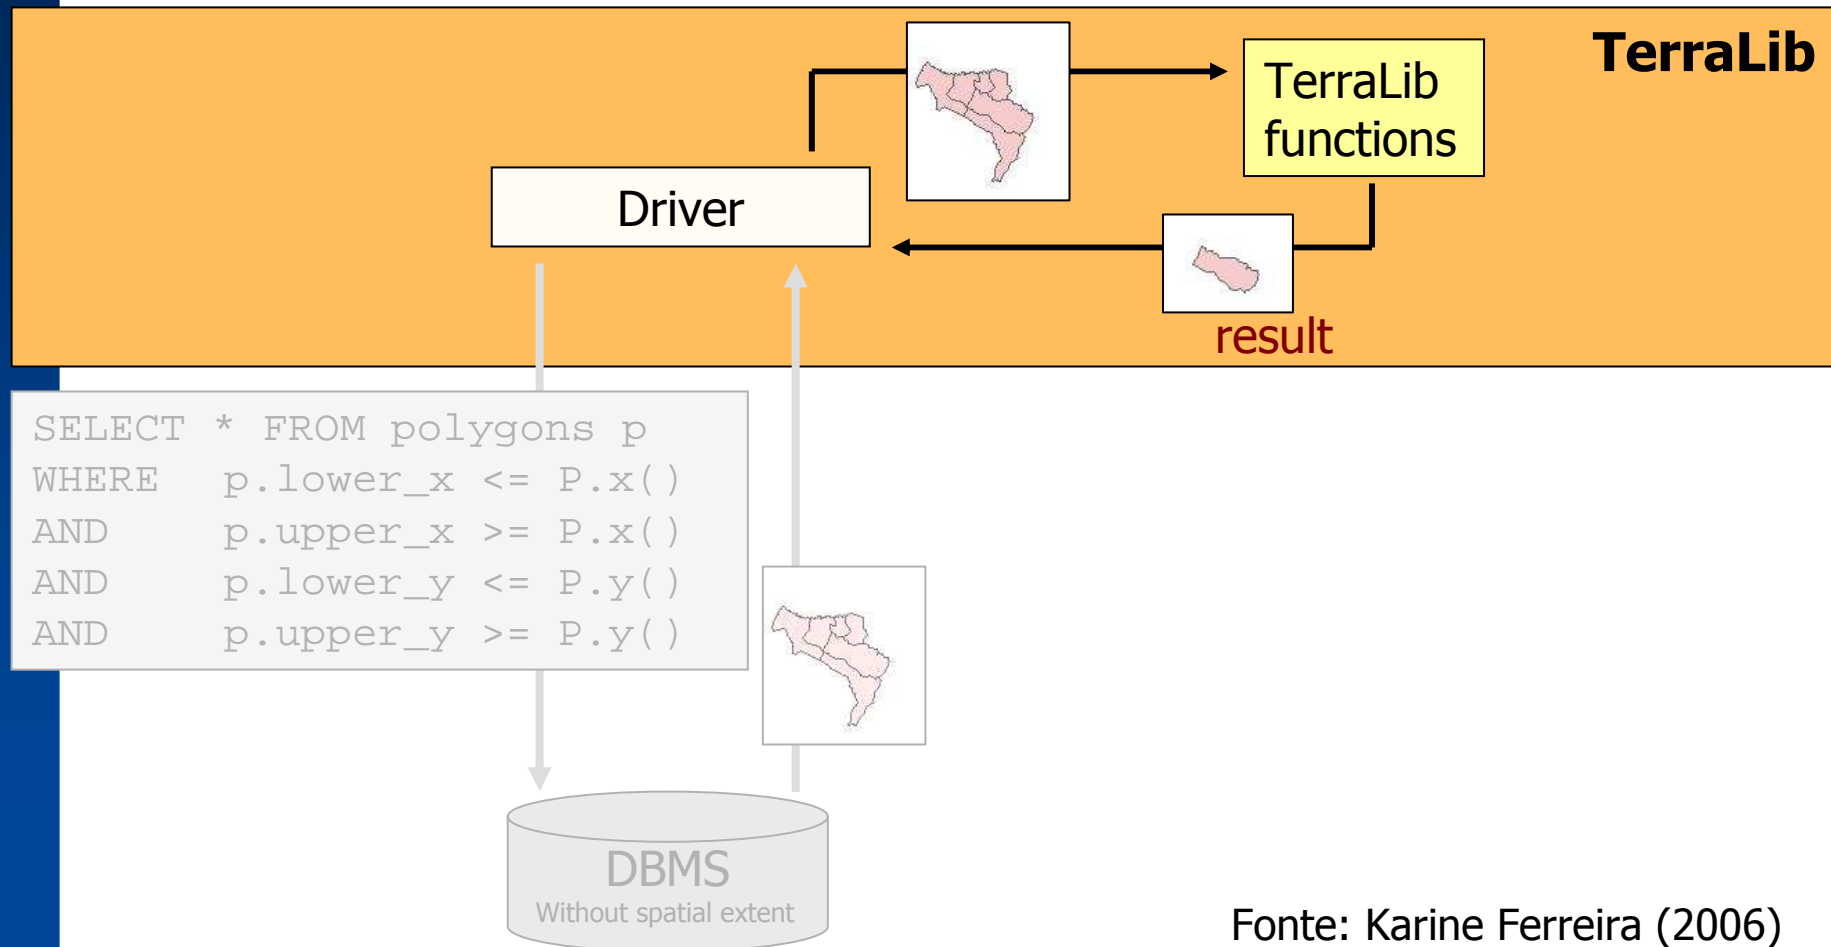 TerraLib
TerraLib
functions
Driver
result
SELECT * FROM polygons p
WHERE p.lower_x <= P.x()
AND p.upper_x >= P.x()
AND p.lower_y <= P.y()
AND p.upper_y >= P.y()
DBMS
Without spatial extent
Fonte: Karine Ferreira (2006)